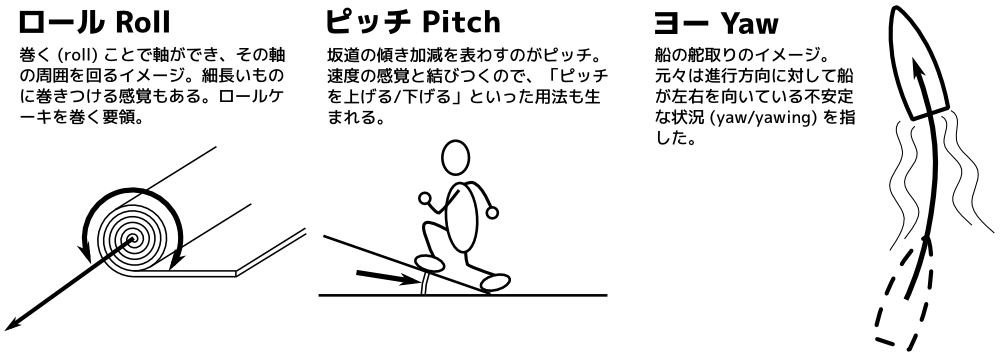 ロール Roll
巻く (roll) ことで軸ができ、その軸
の周囲を回るイメージ。細長いもの
に巻きつける感覚もある。ロールケ
ーキを巻く要領。
ピッチ Pitch
坂道の傾き加減を表わすのがピッチ。
速度の感覚と結びつくので、「ピッチ
を上げる/下げる」といった用法も生
まれる。
ヨー Yaw
船の舵取りのイメージ。
元々は進行方向に対して船
が左右を向いている不安定
な状況 (yaw/yawing) を指
した。